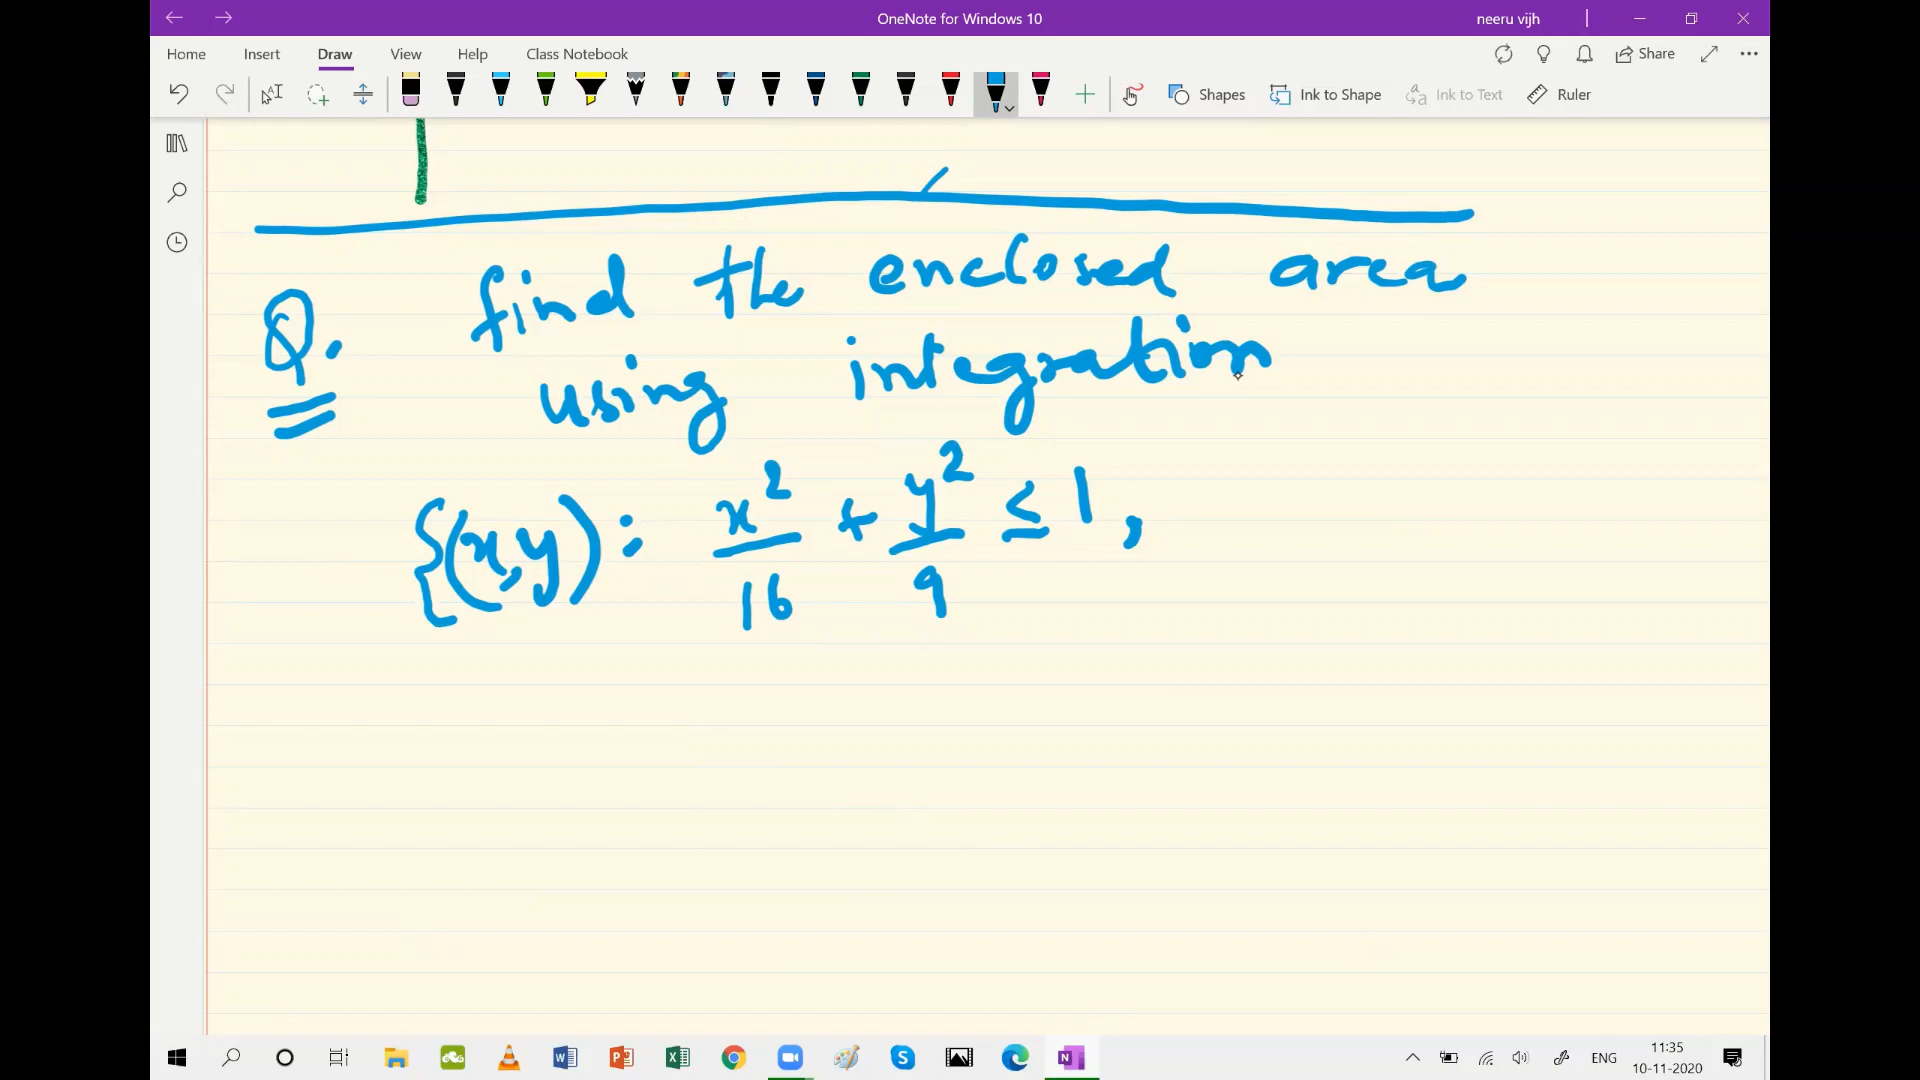 OneNote for Windows 10
neeru vijh
Home Insert Draw View Help Class Notebook
Share
Shapes Ink to Shape Ink to Text Ruler
Q. find the enclosed area
using integration
{(x,y): x²/16 + y²/9 ≤ 1,
ENG
11:35
10-11-2020